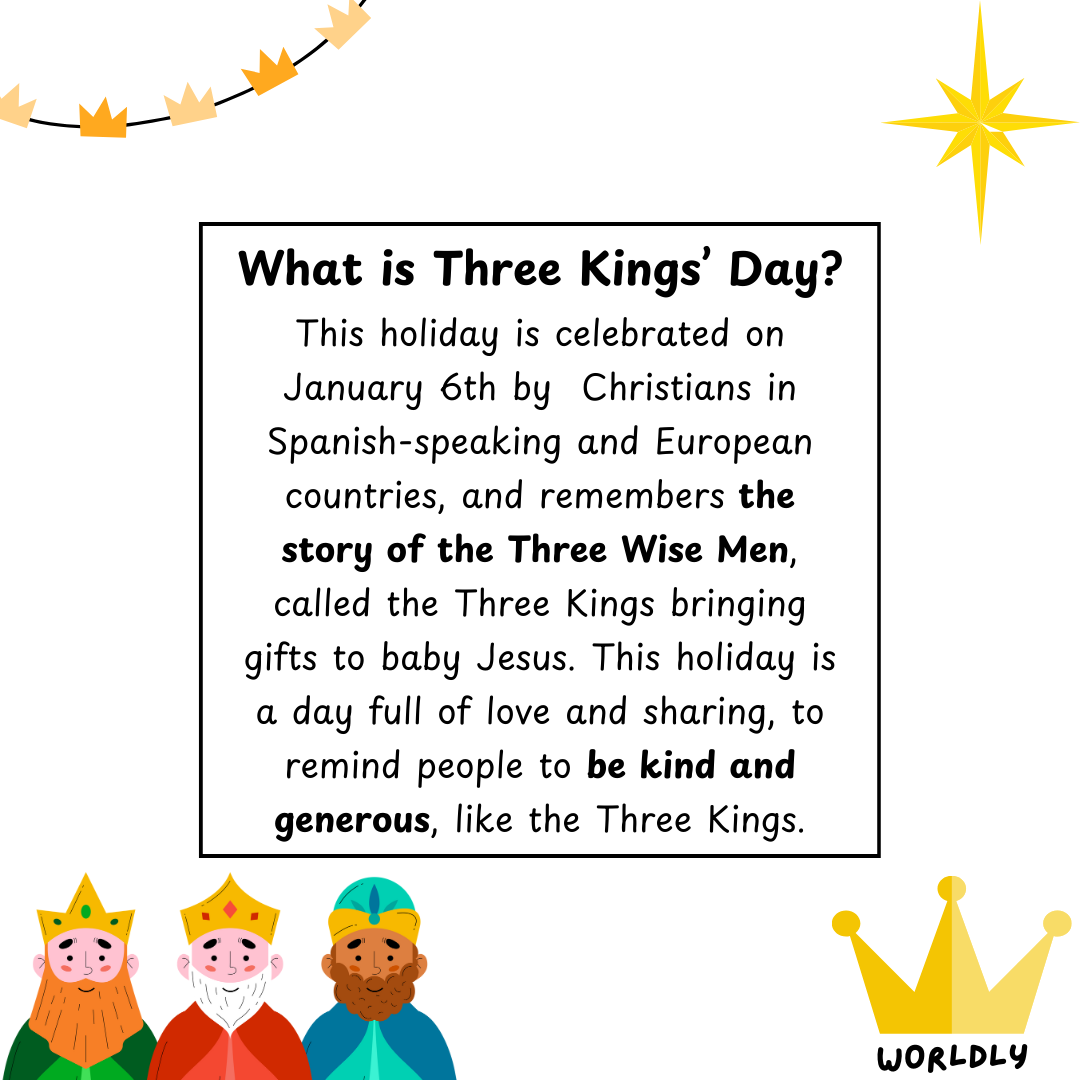 What is Three Kings’ Day?
This holiday is celebrated on
January 6th by  Christians in
Spanish-speaking and European
countries, and remembers the
story of the Three Wise Men,
called the Three Kings bringing
gifts to baby Jesus. This holiday is
a day full of love and sharing, to
remind people to be kind and
generous, like the Three Kings.
WORLDLY